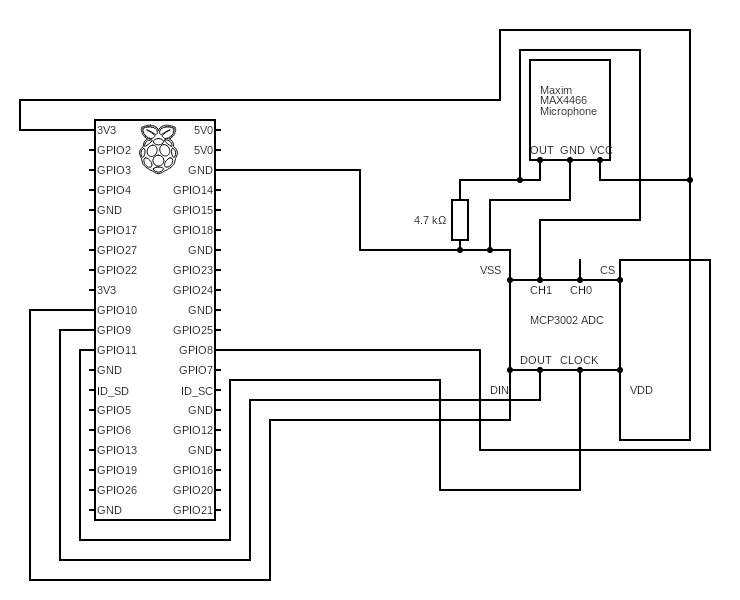 Maxim
MAX4466
Microphone
OUT GND VCC
3V3 5V0
GPIO2 5V0
GPIO3 GND
GPIO4 GPIO14
GND GPIO15
GPIO17 GPIO18
GPIO27 GND
GPIO22 GPIO23
3V3 GPIO24
GPIO10 GND
GPIO9 GPIO25
GPIO11 GPIO8
GND GPIO7
ID_SD ID_SC
GPIO5 GND
GPIO6 GPIO12
GPIO13 GND
GPIO19 GPIO16
GPIO26 GPIO20
GND GPIO21
4.7 kΩ
VSS CS
CH1 CH0
MCP3002 ADC
DOUT CLOCK
DIN VDD